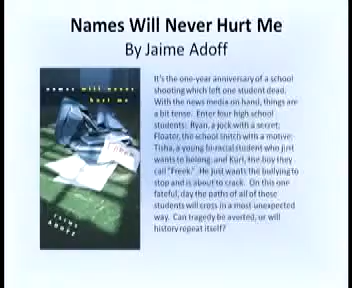 Names Will Never Hurt Me
By Jaime Adoff
names will never
hurt me
JAIME
ADOFF
It's the one-year anniversary of a school
shooting which left one student dead.
With the news media on hand, things are
a bit tense. Enter four high school
students: Ryan, a jock with a secret;
Floater, the school snitch with a motive;
Tisha, a young bi-racial student who just
wants to belong; and Kurt, the boy they
call "Freek." He just wants the bullying to
stop and is about to crack. On this one
fateful, day the paths of all of these
students will cross in a most unexpected
way. Can tragedy be averted, or will
history repeat itself?